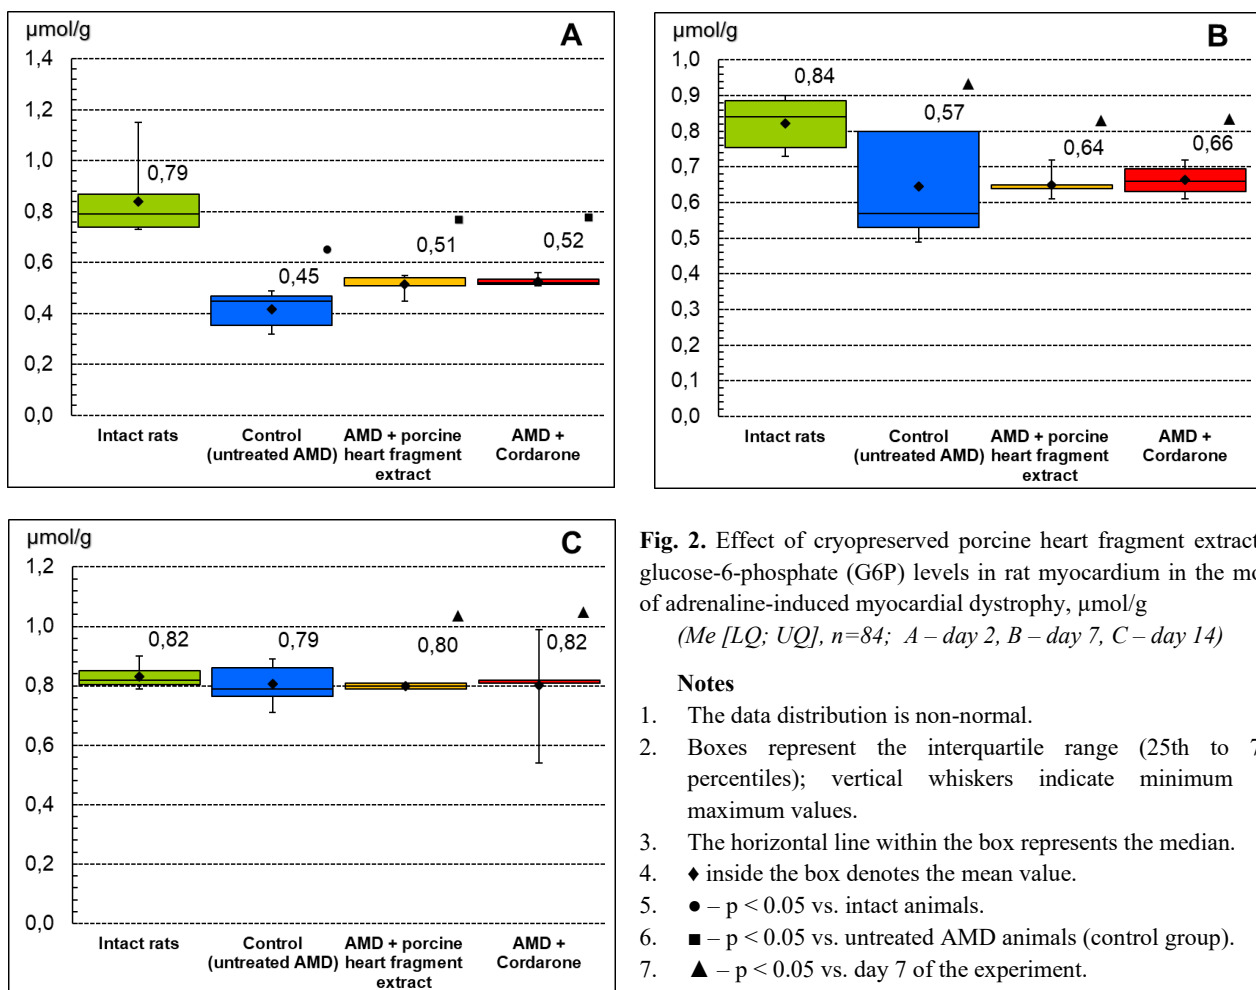 µmol/g
A
1,4
1,2
1,0
0,8
0,6
0,4
0,2
0,0
0,79
0,45
0,51
0,52
Intact rats
Control
(untreated AMD)
AMD + porcine
heart fragment
extract
AMD +
Cordarone
µmol/g
B
1,0
0,9
0,8
0,7
0,6
0,5
0,4
0,3
0,2
0,1
0,0
0,84
0,57
0,64
0,66
Intact rats
Control
(untreated AMD)
AMD + porcine
heart fragment
extract
AMD +
Cordarone
µmol/g
C
1,2
1,0
0,8
0,6
0,4
0,2
0,0
0,82
0,79
0,80
0,82
Intact rats
Control
(untreated AMD)
AMD + porcine
heart fragment
extract
AMD +
Cordarone
Fig. 2. Effect of cryopreserved porcine heart fragment extract
glucose-6-phosphate (G6P) levels in rat myocardium in the
of adrenaline-induced myocardial dystrophy, µmol/g
(Me [LQ; UQ], n=84; A – day 2, B – day 7, C – day 14)
Notes
1. The data distribution is non-normal.
2. Boxes represent the interquartile range (25th to
percentiles); vertical whiskers indicate minimum
maximum values.
3. The horizontal line within the box represents the median.
4. ♦ inside the box denotes the mean value.
5. ● – p < 0.05 vs. intact animals.
6. ■ – p < 0.05 vs. untreated AMD animals (control group).
7. ▲ – p < 0.05 vs. day 7 of the experiment.